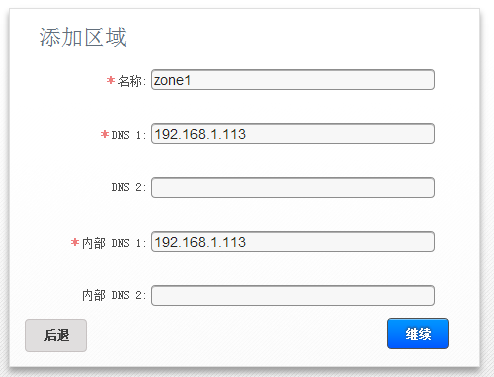 添加区域
*名称: zone1
*DNS 1: 192.168.1.113
DNS 2:
*内部 DNS 1: 192.168.1.113
内部 DNS 2:
后退 继续